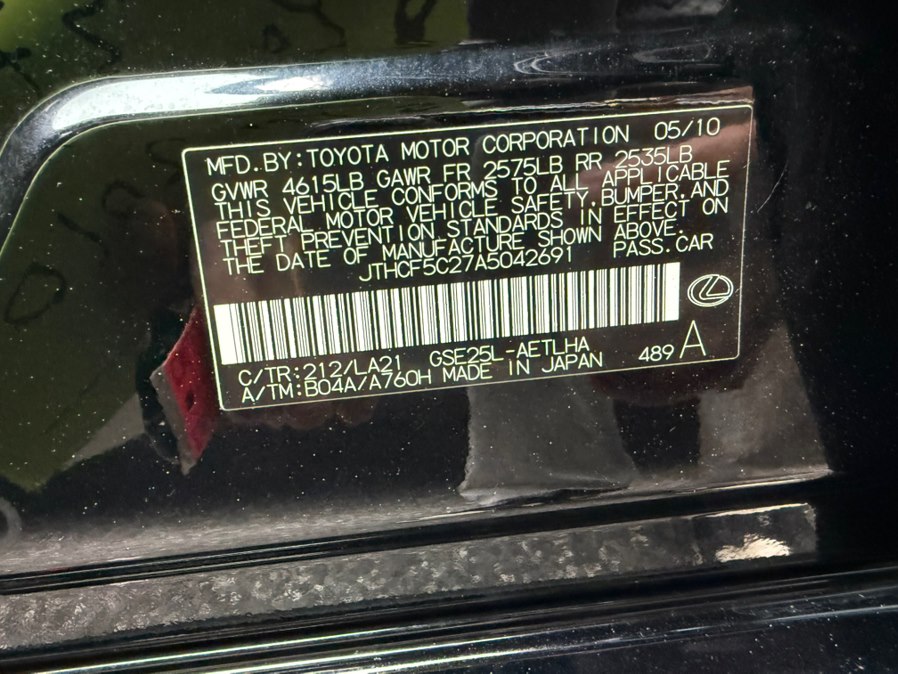 MFD. BY: TOYOTA MOTOR CORPORATION 05/10
GVWR 4615LB GAWR FR 2575LB RR 2535LB
THIS VEHICLE CONFORMS TO ALL APPLICABLE
FEDERAL MOTOR VEHICLE SAFETY, BUMPER, AND
THEFT PREVENTION STANDARDS IN EFFECT ON
THE DATE OF MANUFACTURE SHOWN ABOVE.
JTHCF5C27A5042691 PASS. CAR
C/TR: 212/LA21 GSE25L-AETLHA
A/TM: B04A/A760H MADE IN JAPAN 489 A